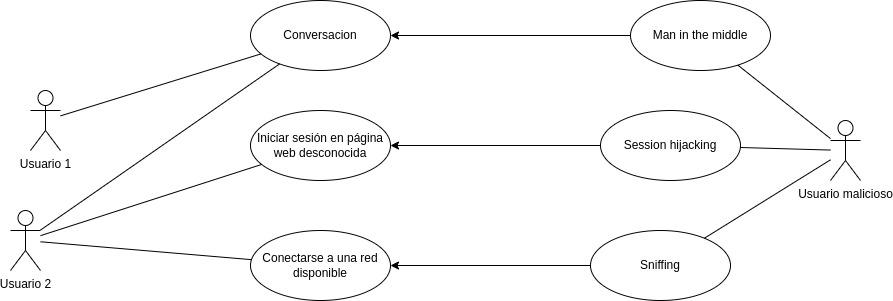 Conversacion
Man in the middle
Usuario 1
Iniciar sesión en página
web desconocida
Session hijacking
Usuario malicioso
Usuario 2
Conectarse a una red
disponible
Sniffing